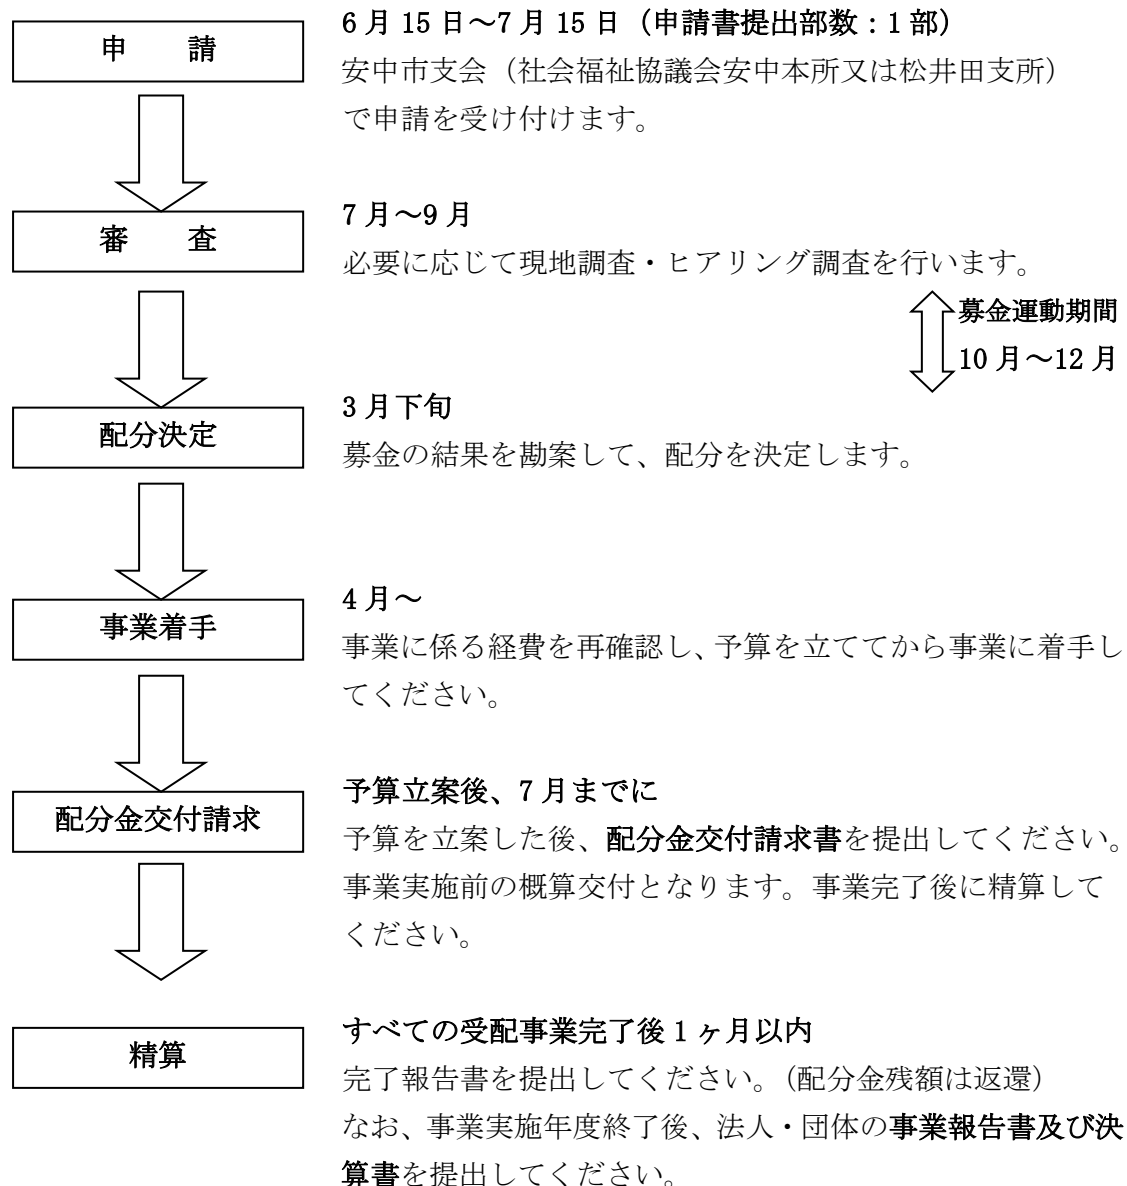 申　　請
6月15日～7月15日（申請書提出部数：1部）
安中市支会（社会福祉協議会安中本所又は松井田支所）
で申請を受け付けます。
審　　査
7月～9月
必要に応じて現地調査・ヒアリング調査を行います。
募金運動期間
10月～12月
配分決定
3月下旬
募金の結果を勘案して、配分を決定します。
事業着手
4月～
事業に係る経費を再確認し、予算を立ててから事業に着手し
てください。
配分金交付請求
予算立案後、7月までに
予算を立案した後、配分金交付請求書を提出してください。
事業実施前の概算交付となります。事業完了後に精算して
ください。
精算
すべての受配事業完了後1ヶ月以内
完了報告書を提出してください。（配分金残額は返還）
なお、事業実施年度終了後、法人・団体の事業報告書及び決
算書を提出してください。